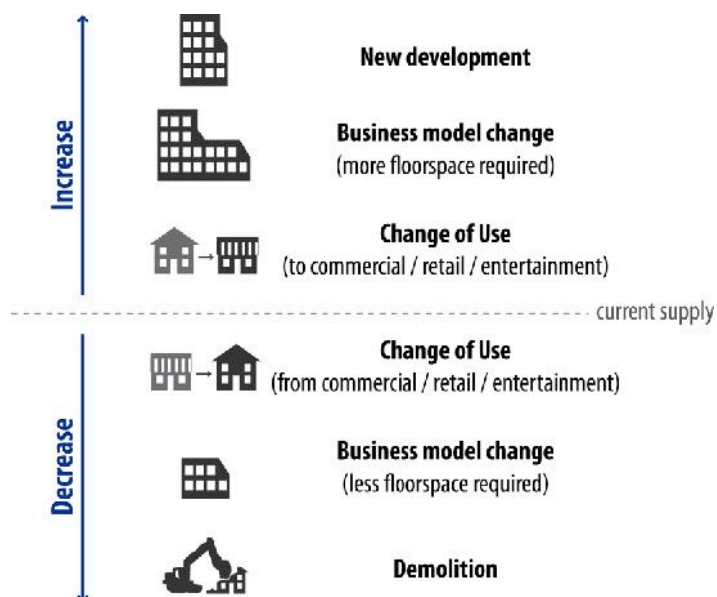 New development
Increase
Business model change
(more floorspace required)
Change of Use
(to commercial / retail / entertainment)
current supply
Change of Use
(from commercial / retail / entertainment)
Decrease
Business model change
(less floorspace required)
Demolition